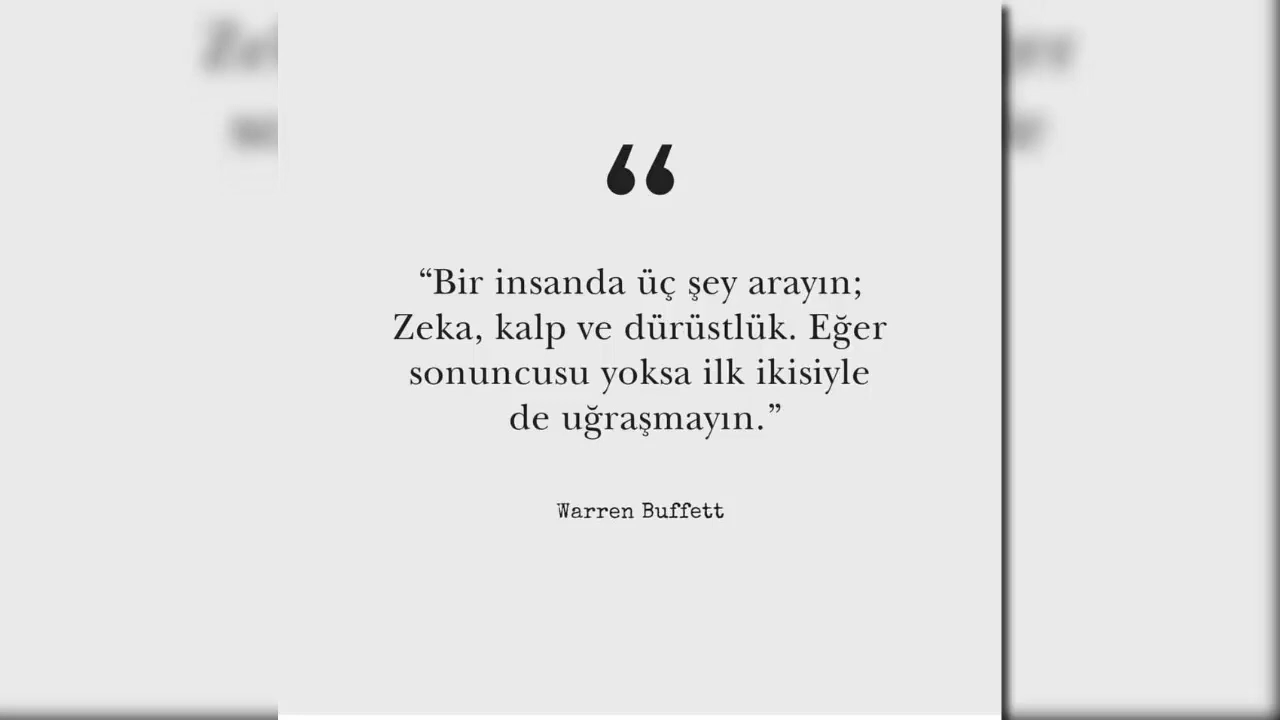 “
“Bir insanda üç şey arayın;
Zeka, kalp ve dürüstlük. Eğer
sonuncusu yoksa ilk ikisiyle
de uğraşmayın.”
Warren Buffett